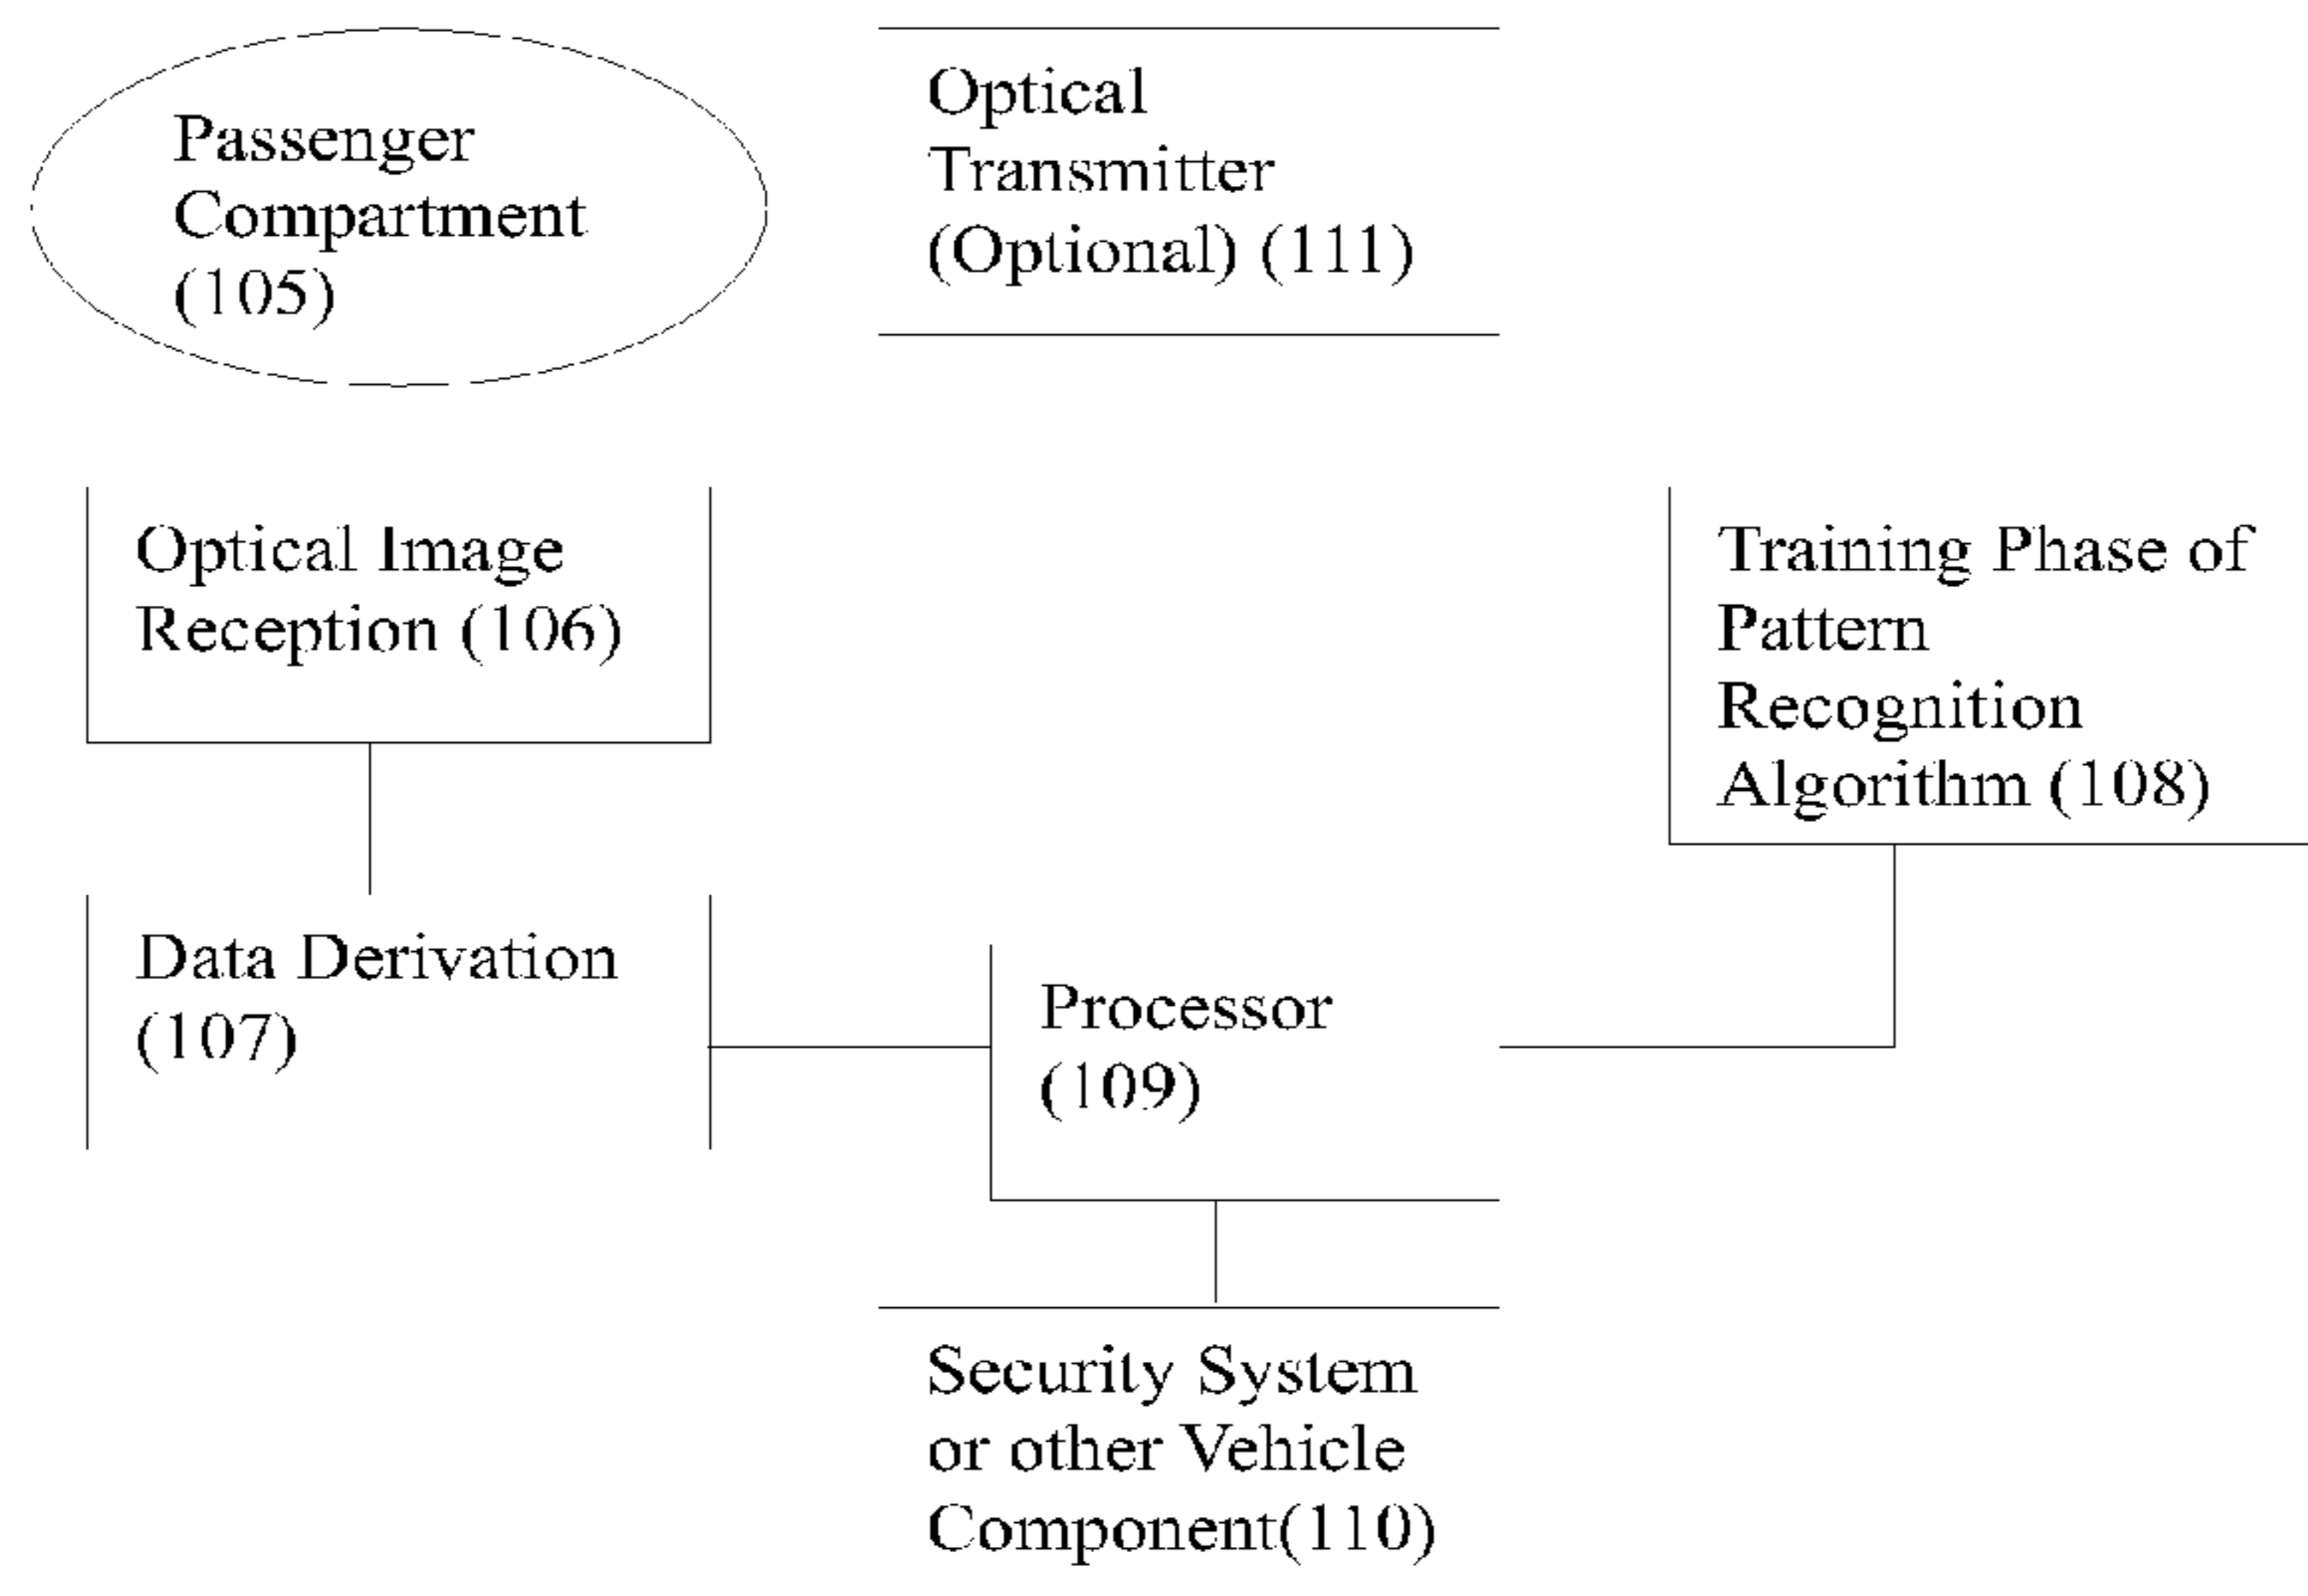 Passenger
Compartment
(105)
Optical
Transmitter
(Optional) (111)
Optical Image
Reception (106)
Training Phase of
Pattern
Recognition
Algorithm (108)
Data Derivation
(107)
Processor
(109)
Security System
or other Vehicle
Component(110)